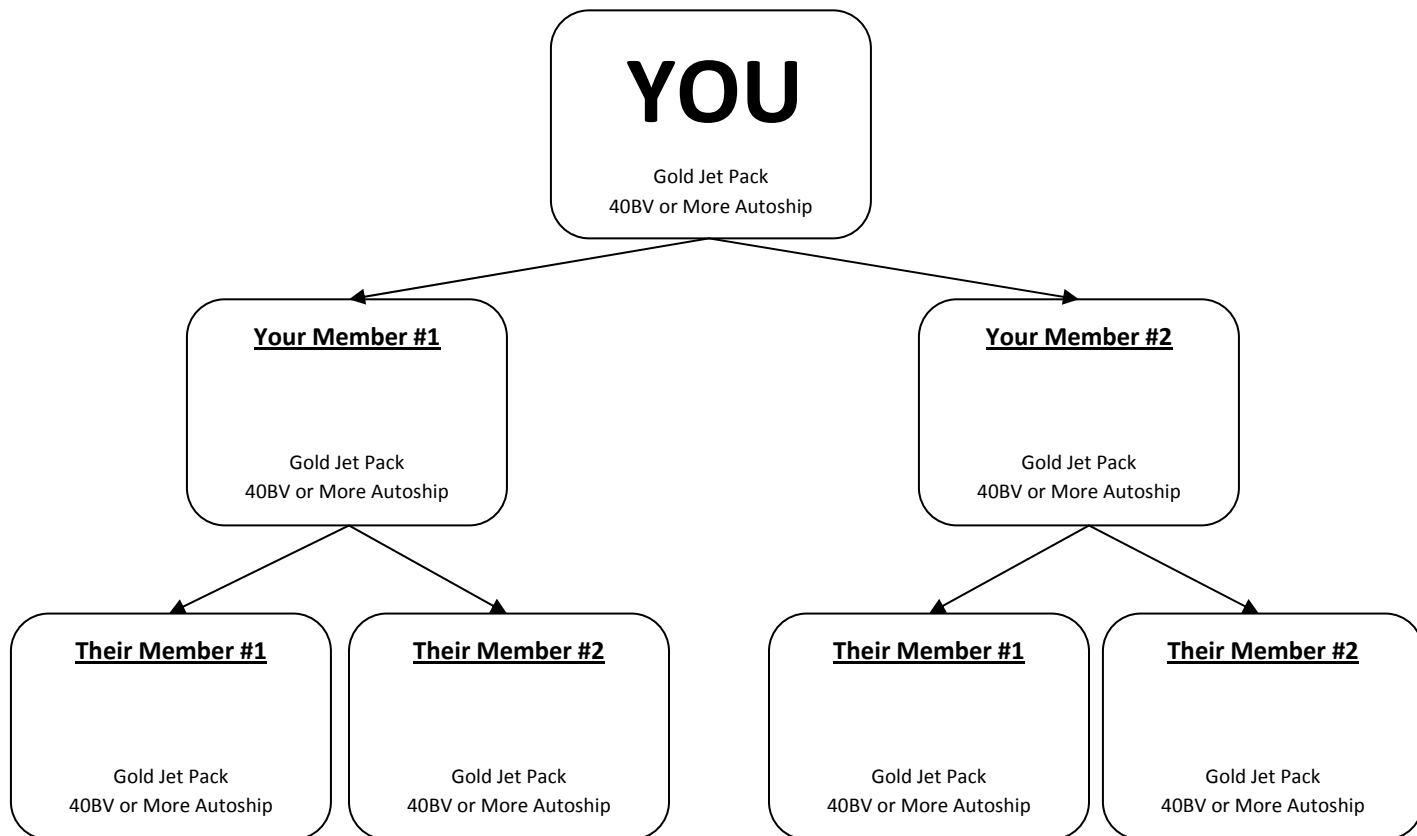 YOU
Gold Jet Pack
40BV or More Autoship
Your Member #1
Gold Jet Pack
40BV or More Autoship
Your Member #2
Gold Jet Pack
40BV or More Autoship
Their Member #1
Gold Jet Pack
40BV or More Autoship
Their Member #2
Gold Jet Pack
40BV or More Autoship
Their Member #1
Gold Jet Pack
40BV or More Autoship
Their Member #2
Gold Jet Pack
40BV or More Autoship